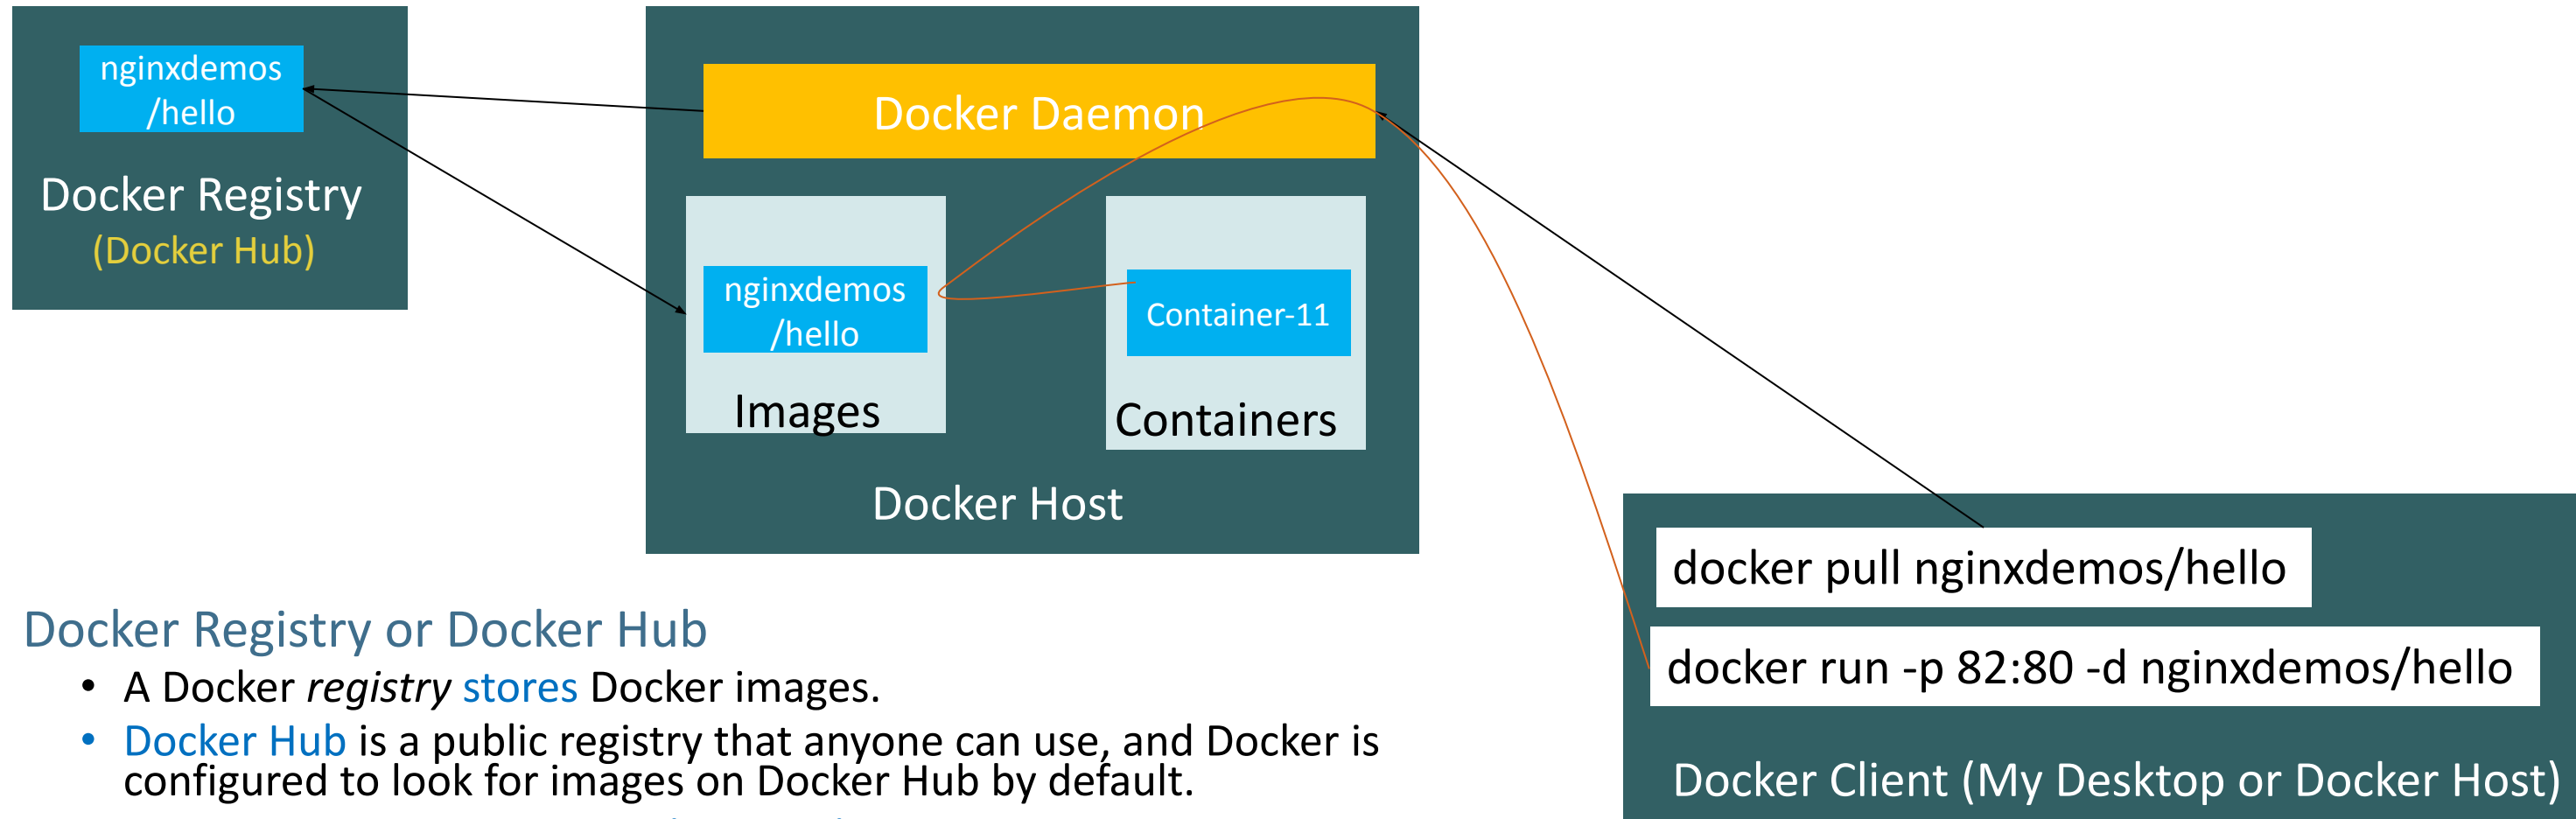 nginxdemos
/hello
Docker Registry
(Docker Hub)
Docker Daemon
nginxdemos
/hello
Images
Container-11
Containers
Docker Host
docker pull nginxdemos/hello
docker run -p 82:80 -d nginxdemos/hello
Docker Client (My Desktop or Docker Host)
Docker Registry or Docker Hub
• A Docker registry stores Docker images.
• Docker Hub is a public registry that anyone can use, and Docker is
configured to look for images on Docker Hub by default.